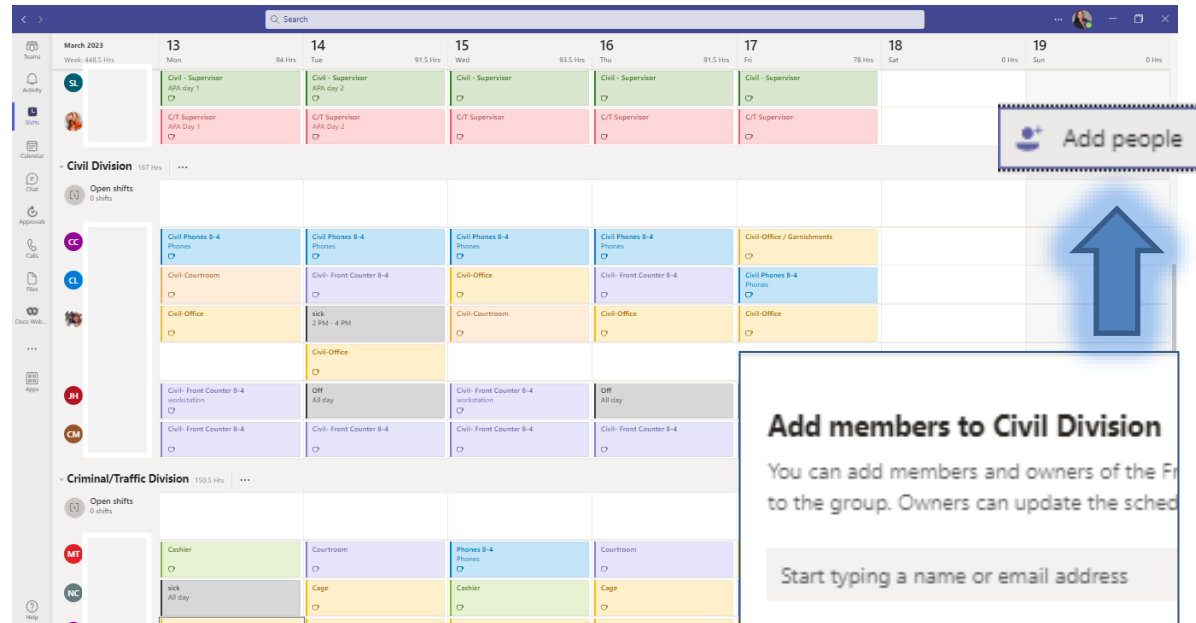 Search
...
Teams
Activity
Shifts
Calendar
Chat
Approvals
Calls
Files
Cisco Web...
...
Apps
Help
March 2023
Week: 448.5 Hrs
13
Mon 94 Hrs
14
Tue 91.5 Hrs
15
Wed 93.5 Hrs
16
Thu 91.5 Hrs
17
Fri 78 Hrs
18
Sat 0 Hrs
19
Sun 0 Hrs
SL
Civil - Supervisor
APA day 1
Civil - Supervisor
APA day 2
Civil - Supervisor
Civil - Supervisor
Civil - Supervisor
C/T Supervisor
APA Day 1
C/T Supervisor
APA Day 2
C/T Supervisor
C/T Supervisor
C/T Supervisor
Add people
Civil Division 167 Hrs ...
Open shifts
0 shifts
CC
Civil Phones 8-4
Phones
Civil Phones 8-4
Phones
Civil Phones 8-4
Phones
Civil Phones 8-4
Phones
Civil-Office / Garnishments
CL
Civil-Courtroom
Civil- Front Counter 8-4
Civil-Office
Civil- Front Counter 8-4
Civil Phones 8-4
Phones
Civil-Office
sick
2 PM - 4 PM
Civil-Courtroom
Civil-Office
Civil-Office
Civil-Office
JH
Civil- Front Counter 8-4
workstation
Off
All day
Civil- Front Counter 8-4
workstation
Off
All day
CM
Civil- Front Counter 8-4
Civil- Front Counter 8-4
Civil- Front Counter 8-4
Civil- Front Counter 8-4
Criminal/Traffic Division 150.5 Hrs ...
Open shifts
0 shifts
MT
Cashier
Courtroom
Phones 8-4
Phones
Courtroom
NC
sick
All day
Cage
Cashier
Cage
Add members to Civil Division
You can add members and owners of the Fr
to the group. Owners can update the sched
Start typing a name or email address